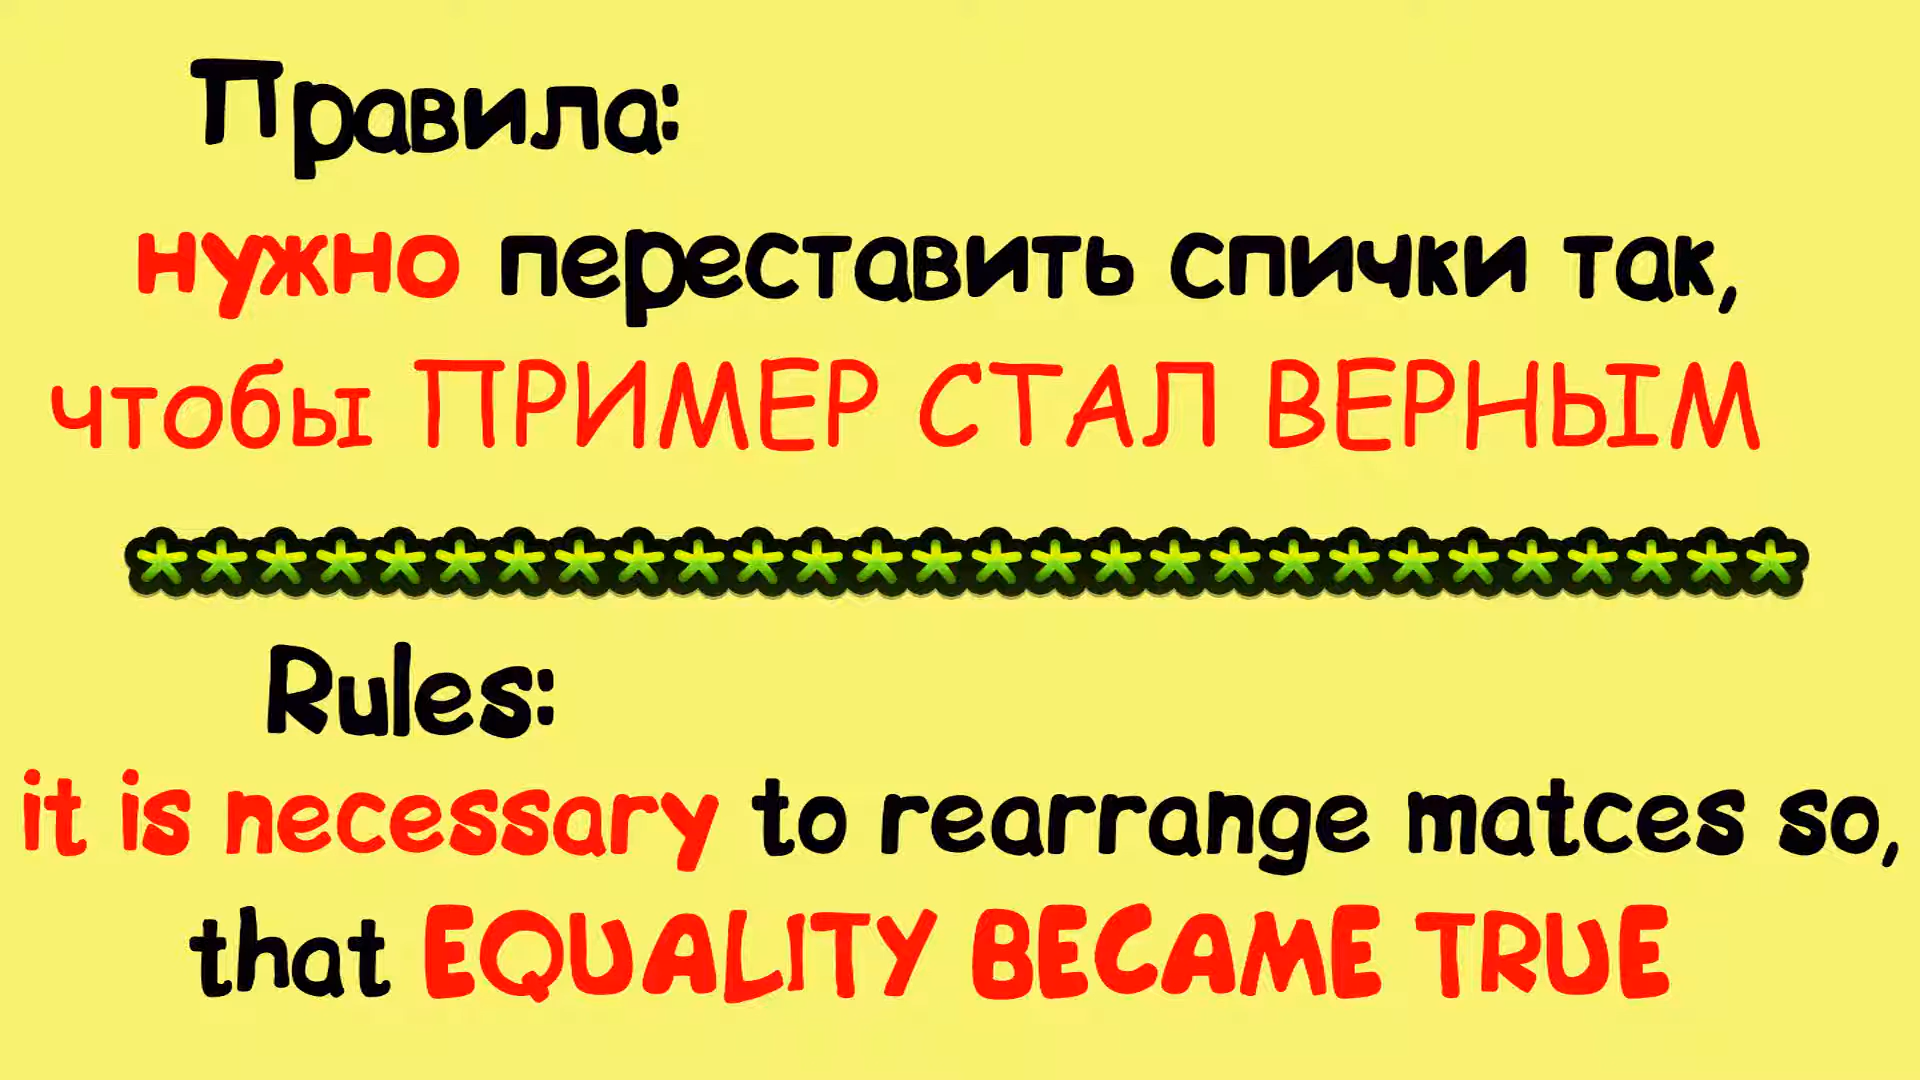 Правила:
нужно переставить спички так,
чтобы ПРИМЕР СТАЛ ВЕРНЫМ
****************************
Rules:
it is necessary to rearrange matces so,
that EQUALITY BECAME TRUE